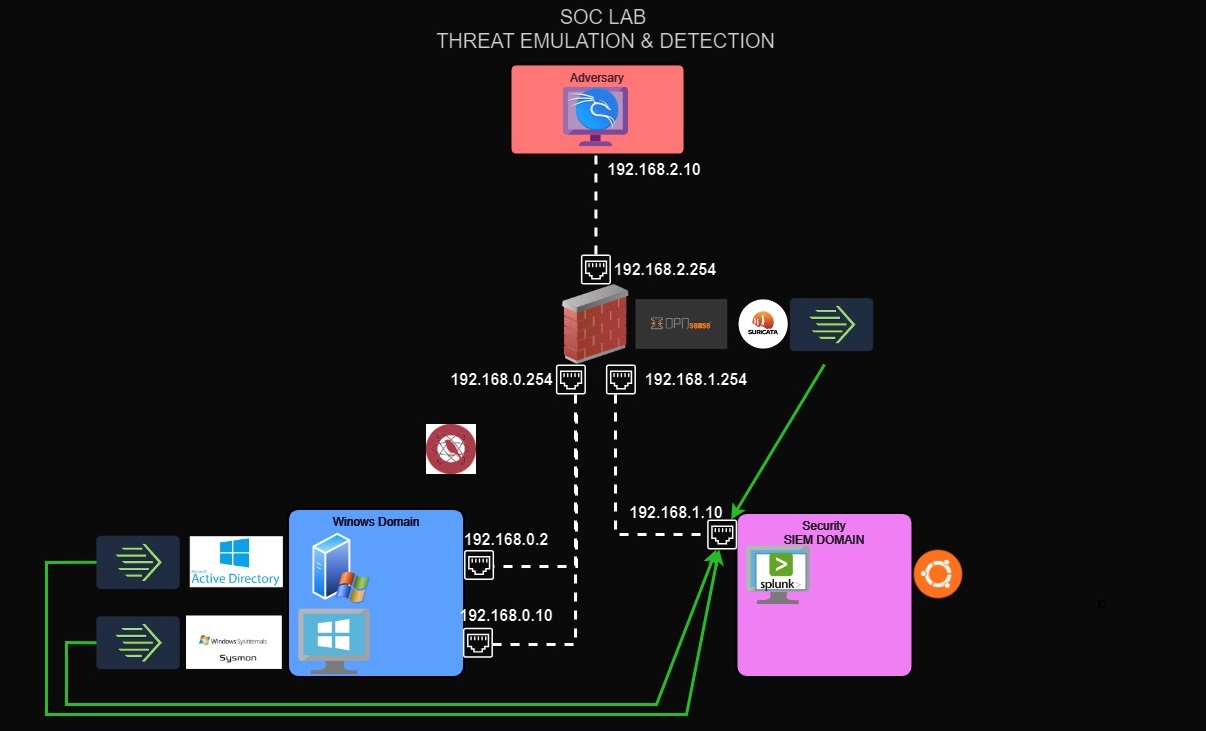 SOC LAB
THREAT EMULATION & DETECTION
Adversary
192.168.2.10
192.168.2.254
OPNsense
SURICATA
192.168.0.254
192.168.1.254
192.168.1.10
Winows Domain
192.168.0.2
Security
SIEM DOMAIN
Microsoft
Active Directory
splunk>
192.168.0.10
Windows Sysinternals
Sysmon
C